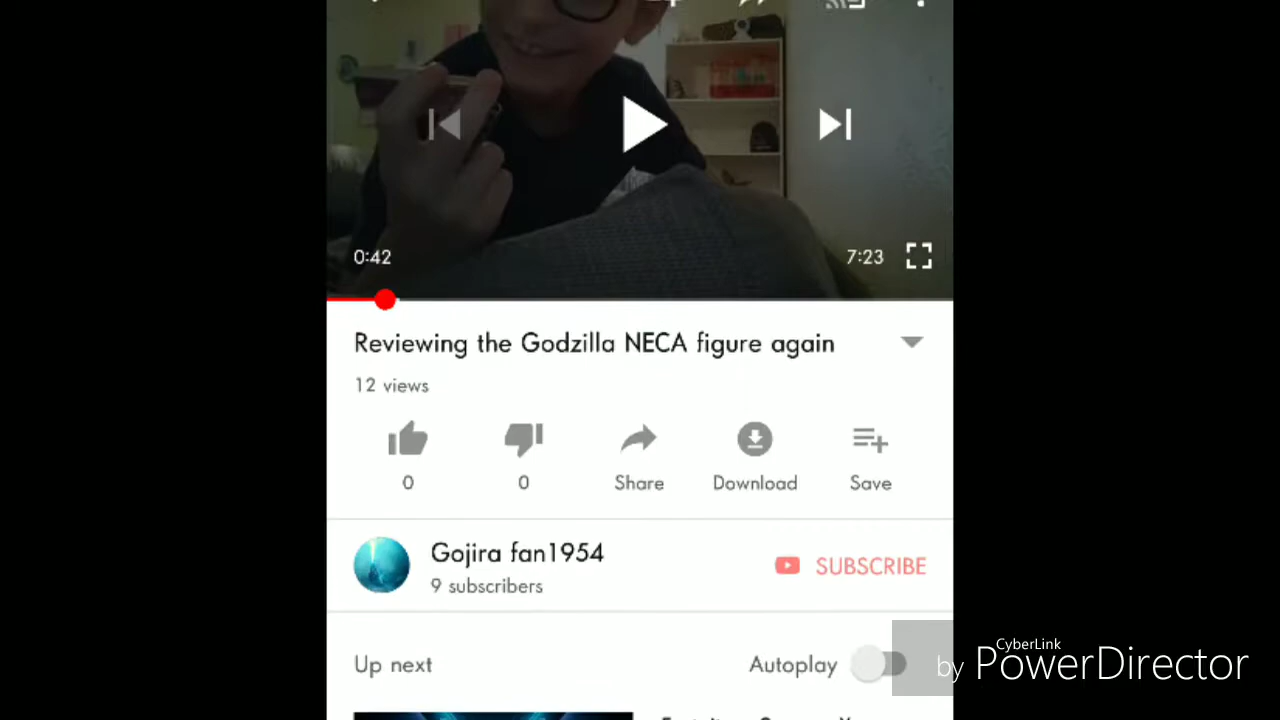 0:42
7:23
Reviewing the Godzilla NECA figure again
12 views
0
0
Share
Download
Save
Gojira fan1954
9 subscribers
SUBSCRIBE
Up next
Autoplay
CyberLink
by PowerDirector